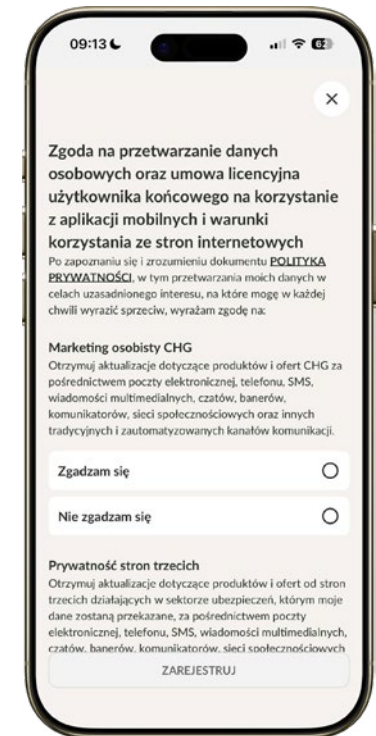 09:13
62
Zgoda na przetwarzanie danych
osobowych oraz umowa licencyjna
użytkownika końcowego na korzystanie
z aplikacji mobilnych i warunki
korzystania ze stron internetowych
Po zapoznaniu się i zrozumieniu dokumentu POLITYKA
PRYWATNOŚCI, w tym przetwarzania moich danych w
celach uzasadnionego interesu, na które mogę w każdej
chwili wyrazić sprzeciw, wyrażam zgodę na:
Marketing osobisty CHG
Otrzymuj aktualizacje dotyczące produktów i ofert CHG za
pośrednictwem poczty elektronicznej, telefonu, SMS,
wiadomości multimedialnych, czatów, banerów,
komunikatorów, sieci społecznościowych oraz innych
tradycyjnych i zautomatyzowanych kanałów komunikacji.
Zgadzam się
Nie zgadzam się
Prywatność stron trzecich
Otrzymuj aktualizacje dotyczące produktów i ofert od stron
trzecich działających w sektorze ubezpieczeń, którym moje
dane zostaną przekazane, za pośrednictwem poczty
elektronicznej, telefonu, SMS, wiadomości multimedialnych,
czatów, banerów, komunikatorów, sieci społecznościowych
ZAREJESTRUJ